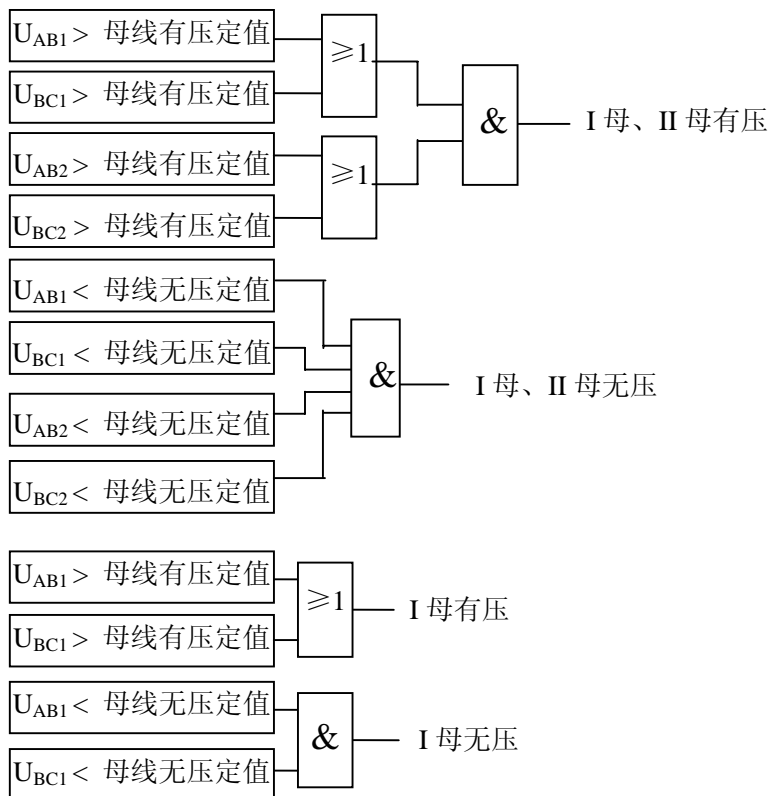 UAB1> 母线有压定值
≥1
UBC1> 母线有压定值
&
I 母、II 母有压
UAB2> 母线有压定值
≥1
UBC2> 母线有压定值
UAB1< 母线无压定值
UBC1< 母线无压定值
&
I 母、II 母无压
UAB2< 母线无压定值
UBC2< 母线无压定值
UAB1> 母线有压定值
≥1
I 母有压
UBC1> 母线有压定值
UAB1< 母线无压定值
&
I 母无压
UBC1< 母线无压定值